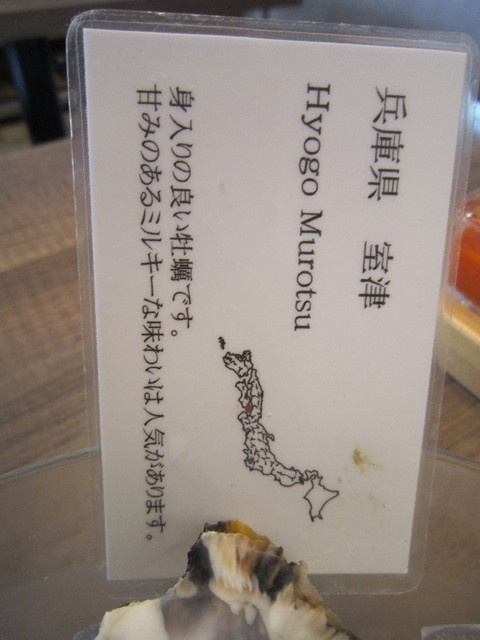 兵庫県　室津
Hyogo Murotsu
身入りの良い牡蠣です。
甘みのあるミルキーな味わいは人気があります。